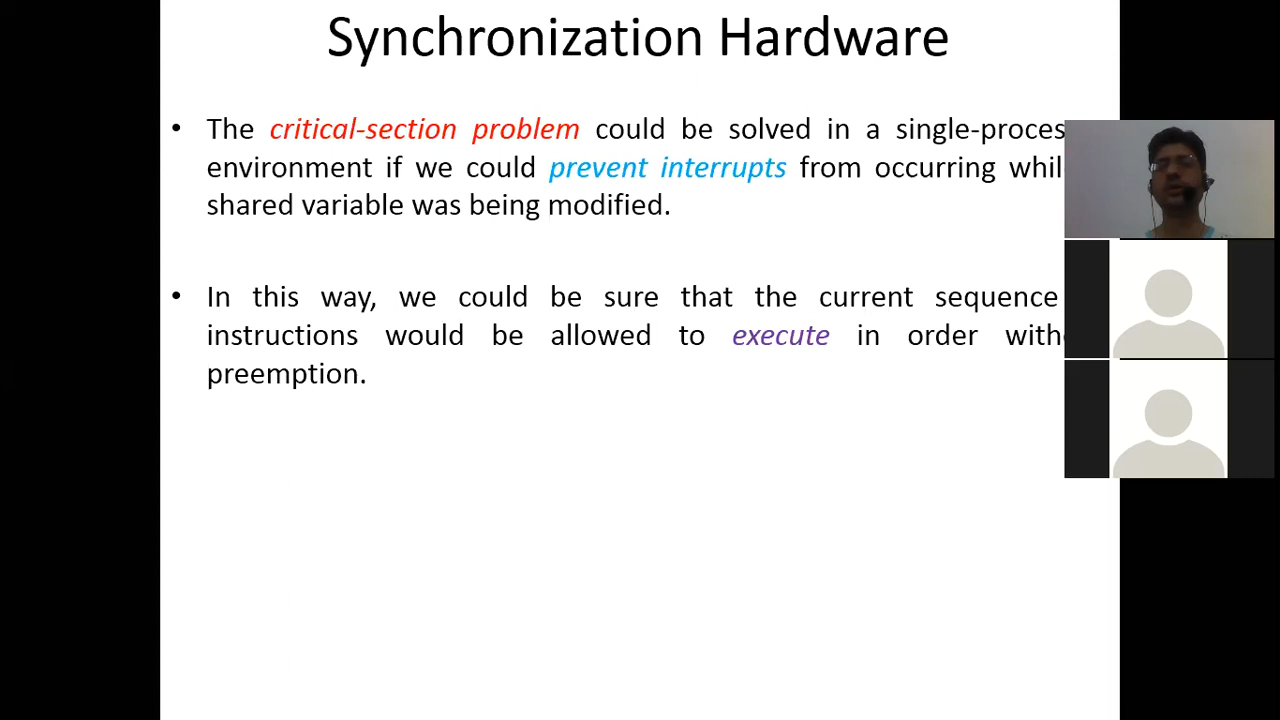 Synchronization Hardware
• The critical-section problem could be solved in a single-proces
environment if we could prevent interrupts from occurring whil
shared variable was being modified.
• In this way, we could be sure that the current sequence
instructions would be allowed to execute in order with
preemption.